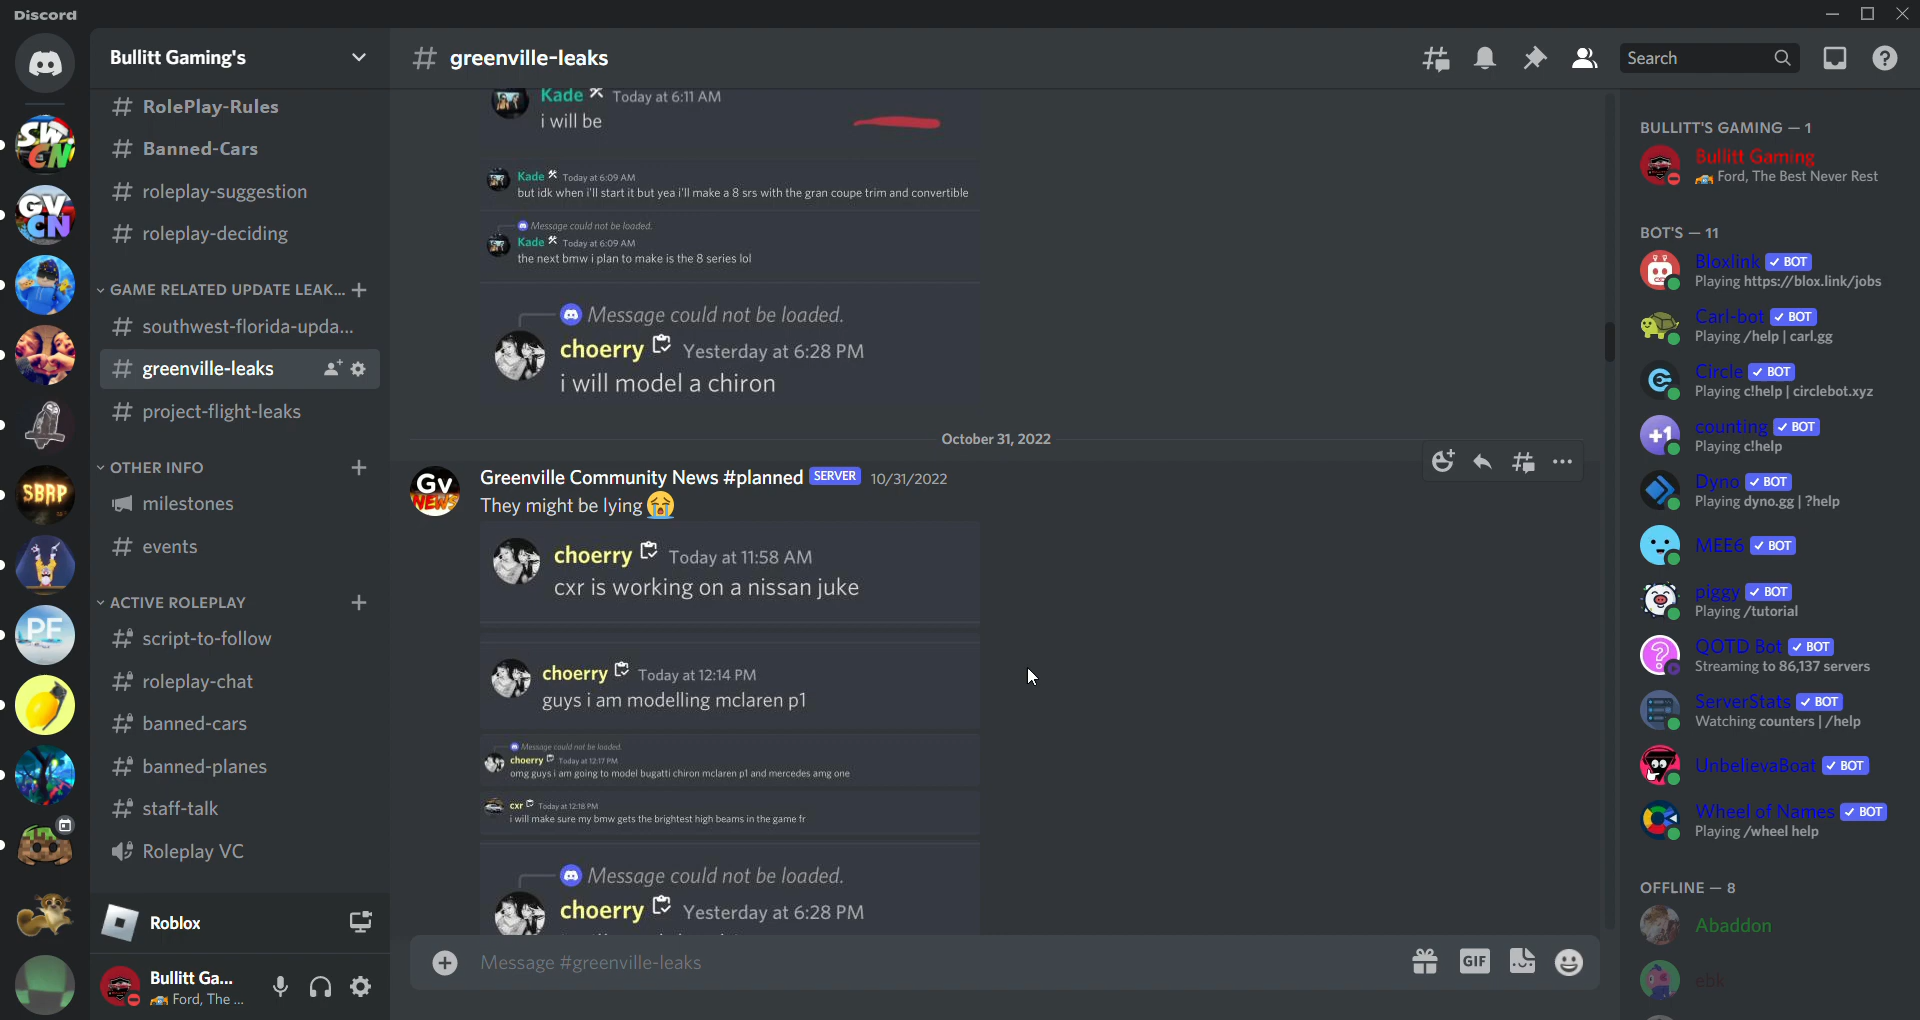 Discord
Bullitt Gaming's
# greenville-leaks
Search
# RolePlay-Rules
# Banned-Cars
# roleplay-suggestion
# roleplay-deciding
GAME RELATED UPDATE LEAK... +
# southwest-florida-upda...
# greenville-leaks
# project-flight-leaks
OTHER INFO +
milestones
# events
ACTIVE ROLEPLAY +
# script-to-follow
# roleplay-chat
# banned-cars
# banned-planes
# staff-talk
Roleplay VC
Roblox
Bullitt Ga...
Ford, The ...
SW
CN
GV
CN
SBRP
PF
Kade Today at 6:11 AM
i will be
Kade Today at 6:09 AM
but idk when i'll start it but yea i'll make a 8 srs with the gran coupe trim and convertible
Message could not be loaded.
Kade Today at 6:09 AM
the next bmw i plan to make is the 8 series lol
Message could not be loaded.
choerry Yesterday at 6:28 PM
i will model a chiron
October 31, 2022
GV
NEWS
Greenville Community News #planned SERVER 10/31/2022
They might be lying 😭
choerry Today at 11:58 AM
cxr is working on a nissan juke
choerry Today at 12:14 PM
guys i am modelling mclaren p1
Message could not be loaded.
choerry Today at 12:17 PM
omg guys i am going to model bugatti chiron mclaren p1 and mercedes amg one
cxr Today at 12:18 PM
i will make sure my bmw gets the brightest high beams in the game fr
Message could not be loaded.
choerry Yesterday at 6:28 PM
Message #greenville-leaks
GIF
BULLITT'S GAMING — 1
Bullitt Gaming
Ford, The Best Never Rest
BOT'S — 11
Bloxlink ✓ BOT
Playing https://blox.link/jobs
Carl-bot ✓ BOT
Playing /help | carl.gg
Circle ✓ BOT
Playing c!help | circlebot.xyz
+1
counting ✓ BOT
Playing c!help
Dyno ✓ BOT
Playing dyno.gg | ?help
MEE6 ✓ BOT
piggy ✓ BOT
Playing /tutorial
QOTD Bot ✓ BOT
Streaming to 86,137 servers
ServerStats ✓ BOT
Watching counters | /help
UnbelievaBoat ✓ BOT
Wheel of Names ✓ BOT
Playing /wheel help
OFFLINE — 8
Abaddon
ebk